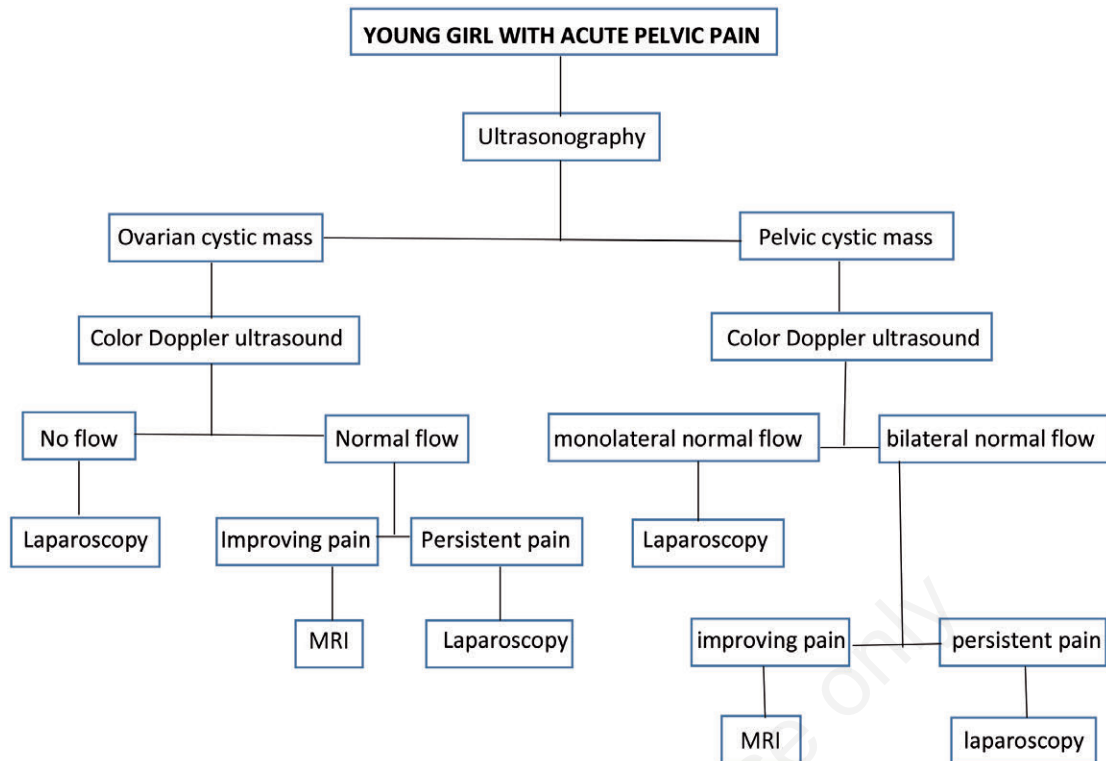 YOUNG GIRL WITH ACUTE PELVIC PAIN
Ultrasonography
Ovarian cystic mass
Pelvic cystic mass
Color Doppler ultrasound
Color Doppler ultrasound
No flow
Normal flow
monolateral normal flow
bilateral normal flow
Laparoscopy
Improving pain
Persistent pain
Laparoscopy
MRI
Laparoscopy
improving pain
persistent pain
MRI
laparoscopy
only